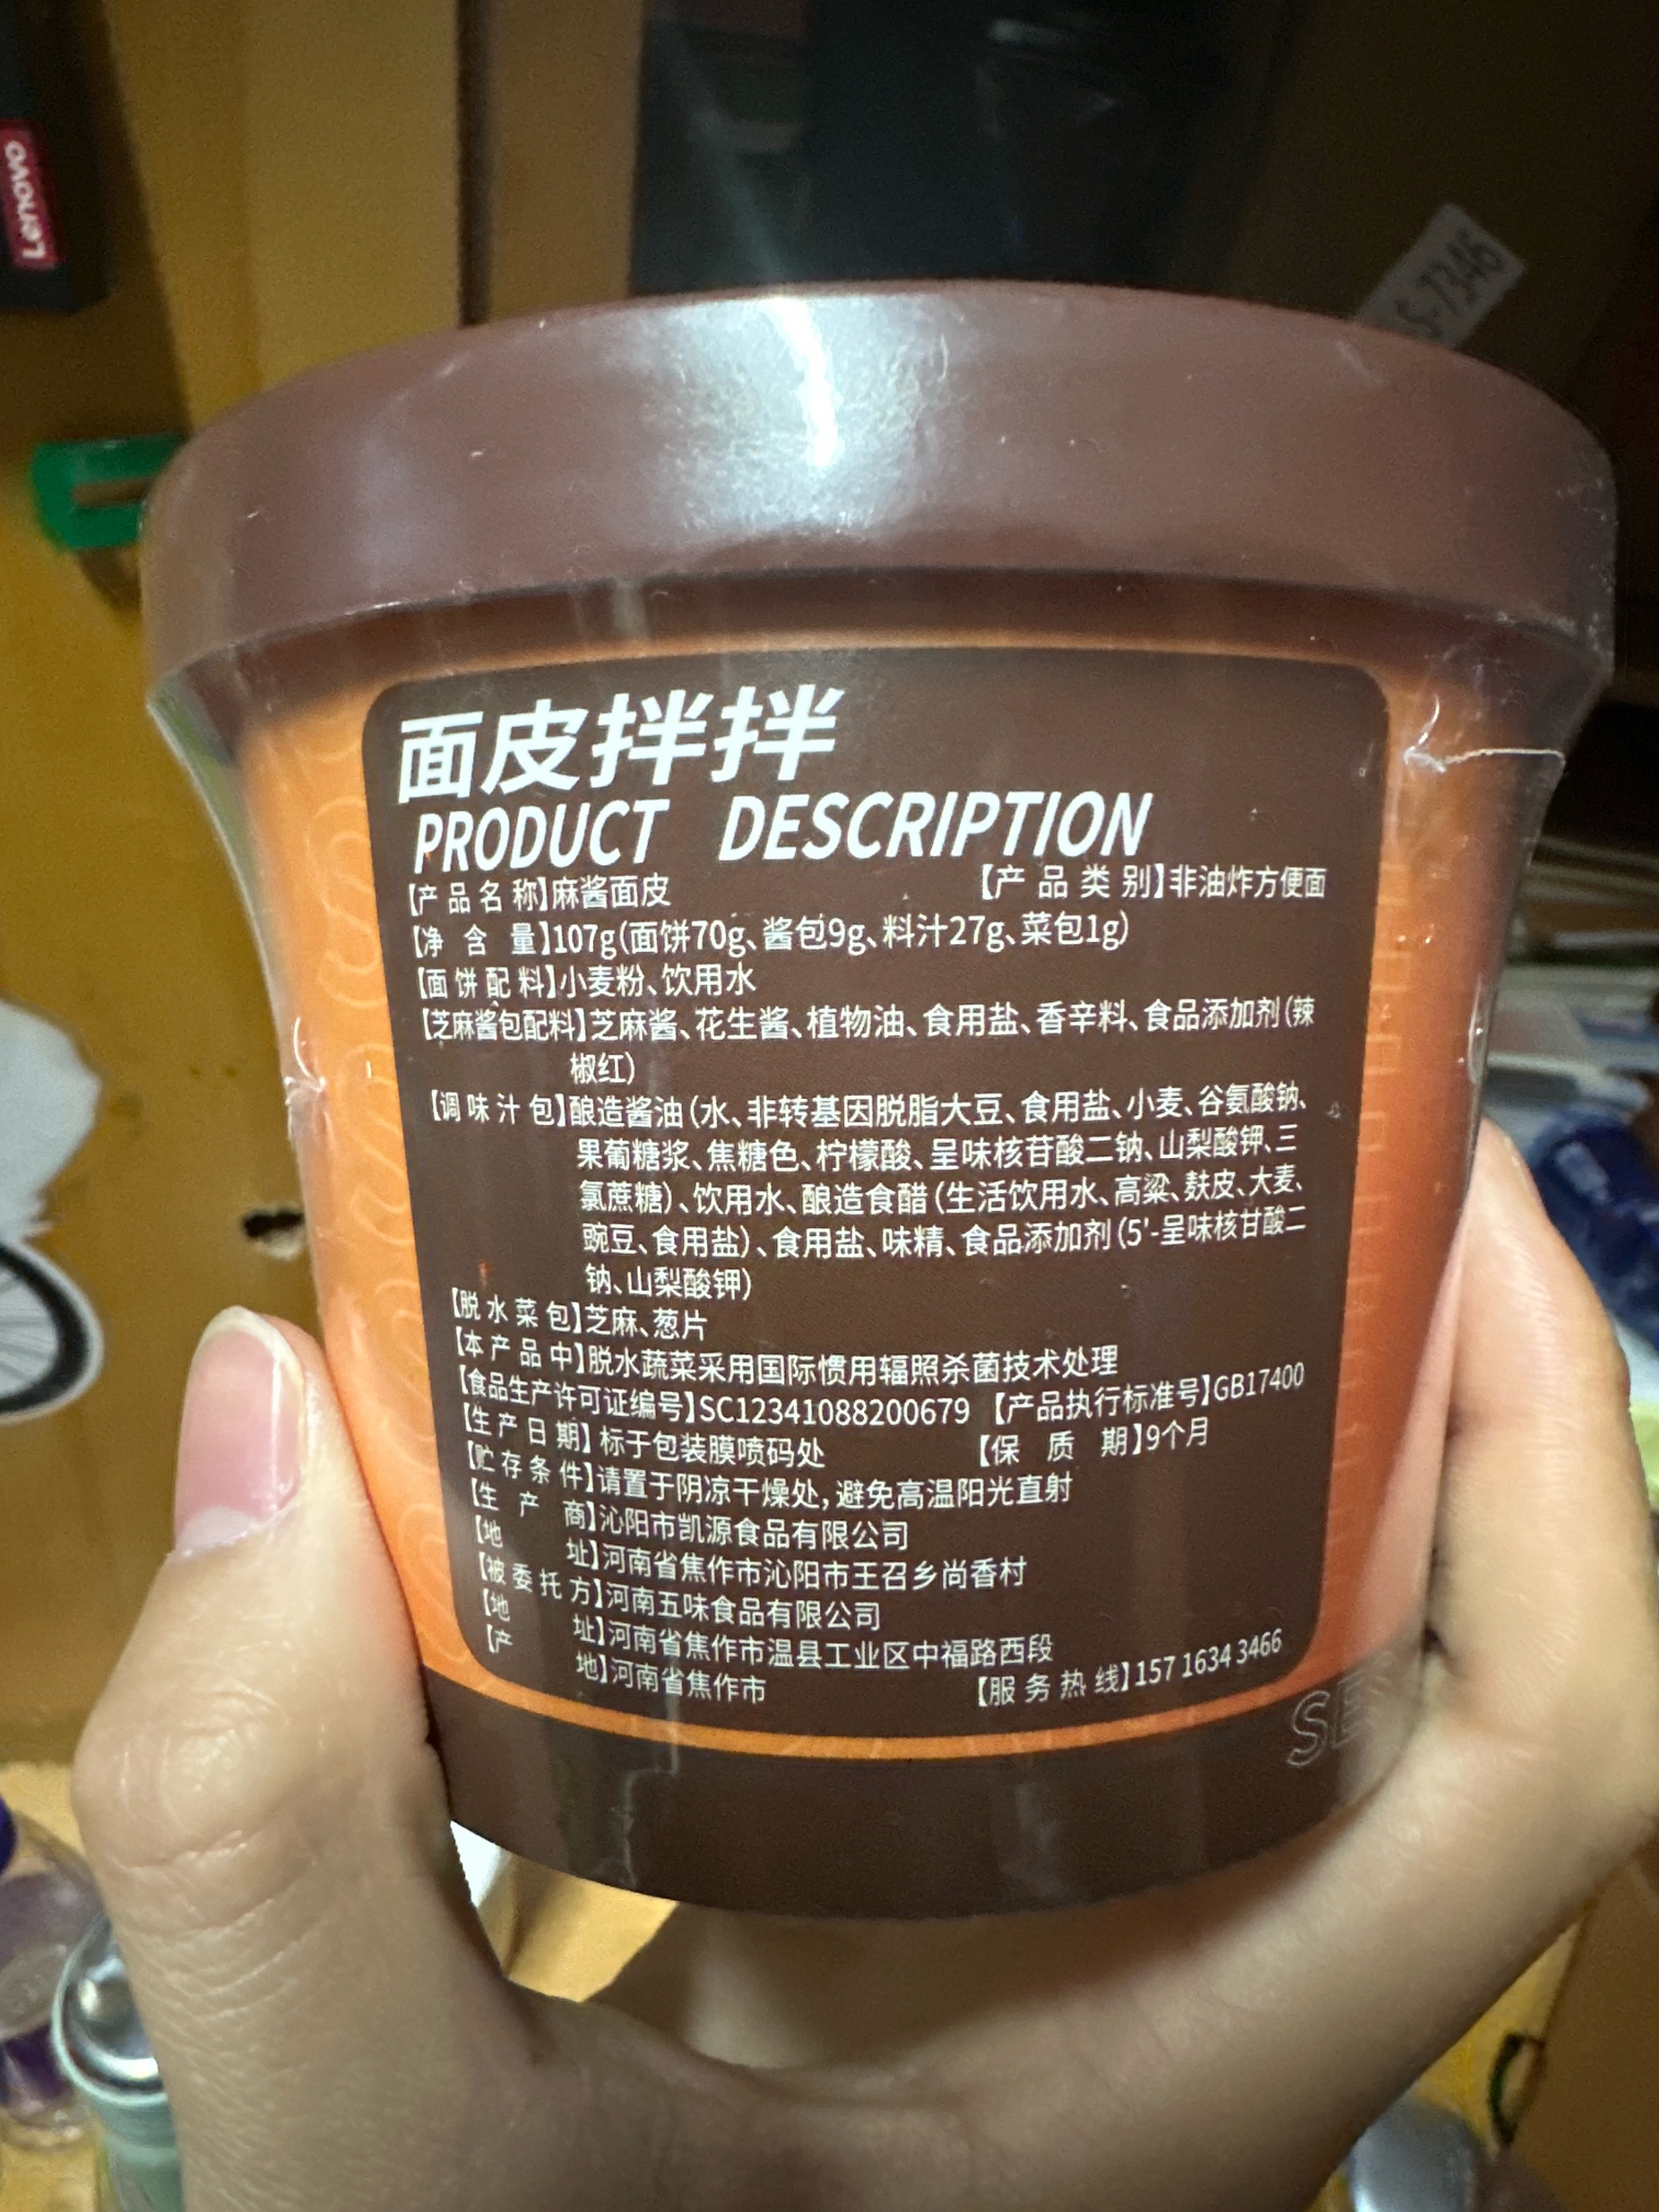 Lenovo
S-7346
面皮拌拌
PRODUCT DESCRIPTION
【产品名称】麻酱面皮 【产品类别】非油炸方便面
【净含量】107g(面饼70g、酱包9g、料汁27g、菜包1g)
【面饼配料】小麦粉、饮用水
【芝麻酱包配料】芝麻酱、花生酱、植物油、食用盐、香辛料、食品添加剂(辣
椒红)
【调味汁包】酿造酱油(水、非转基因脱脂大豆、食用盐、小麦、谷氨酸钠、
果葡糖浆、焦糖色、柠檬酸、呈味核苷酸二钠、山梨酸钾、三
氯蔗糖)、饮用水、酿造食醋(生活饮用水、高粱、麸皮、大麦、
豌豆、食用盐)、食用盐、味精、食品添加剂(5'-呈味核甘酸二
钠、山梨酸钾)
【脱水菜包】芝麻、葱片
【本产品中】脱水蔬菜采用国际惯用辐照杀菌技术处理
【食品生产许可证编号】SC12341088200679 【产品执行标准号】GB17400
【生产日期】标于包装膜喷码处 【保质期】9个月
【贮存条件】请置于阴凉干燥处,避免高温阳光直射
【生产商】沁阳市凯源食品有限公司
【地址】河南省焦作市沁阳市王召乡尚香村
【被委托方】河南五味食品有限公司
【地址】河南省焦作市温县工业区中福路西段
【产地】河南省焦作市 【服务热线】157 1634 3466
SE